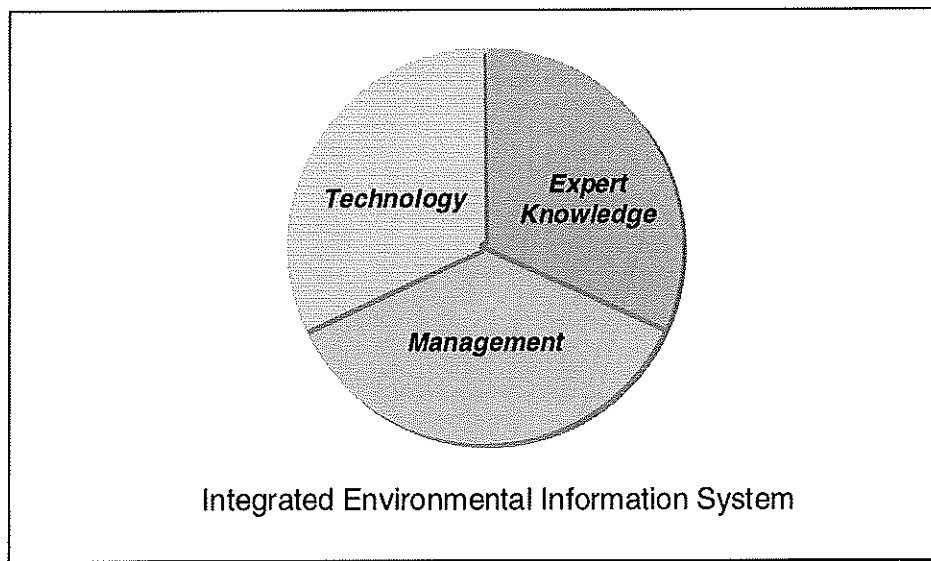 Technology
Expert
Knowledge
Management
Integrated Environmental Information System